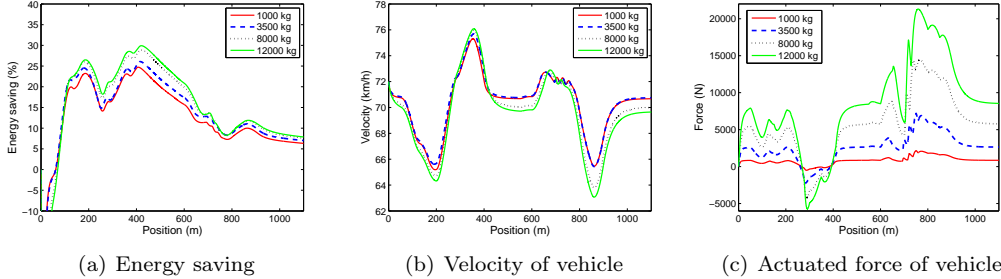 40
35
30
25
20
15
10
5
0
−5
−10
Energy saving (%)
0 200 400 600 800 1000
Position (m)
1000 kg
3500 kg
8000 kg
12000 kg
(a) Energy saving
78
76
74
72
70
68
66
64
62
Velocity (km/h)
0 200 400 600 800 1000
Position (m)
1000 kg
3500 kg
8000 kg
12000 kg
(b) Velocity of vehicle
20000
15000
10000
5000
0
−5000
Force (N)
0 200 400 600 800 1000
Position (m)
1000 kg
3500 kg
8000 kg
12000 kg
(c) Actuated force of vehicle